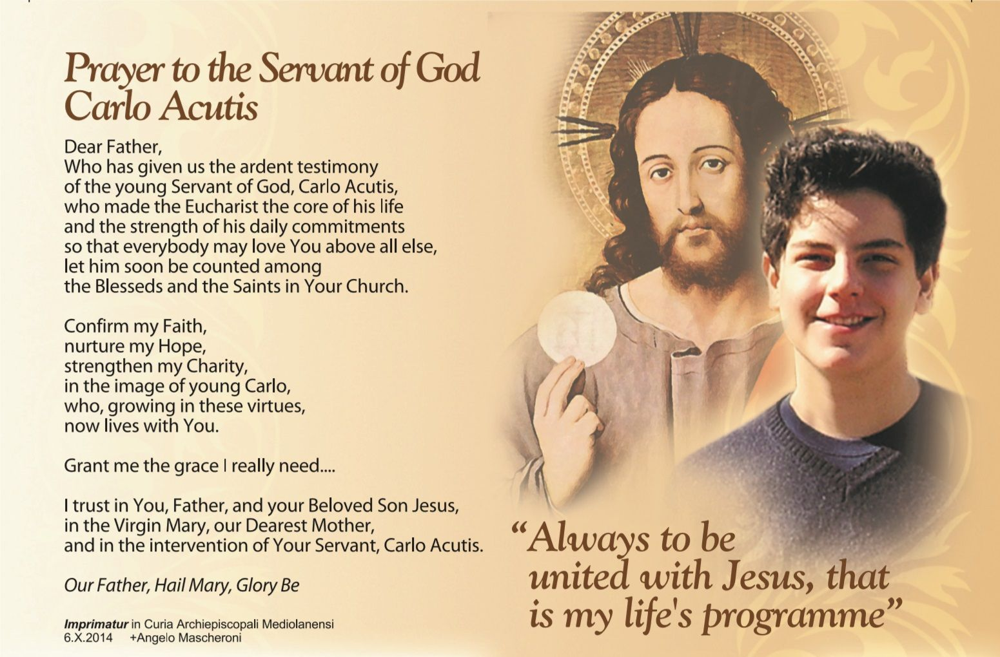 Prayer to the Servant of God
Carlo Acutis
Dear Father,
Who has given us the ardent testimony
of the young Servant of God, Carlo Acutis,
who made the Eucharist the core of his life
and the strength of his daily commitments
so that everybody may love You above all else,
let him soon be counted among
the Blesseds and the Saints in Your Church.
Confirm my Faith,
nurture my Hope,
strengthen my Charity,
in the image of young Carlo,
who, growing in these virtues,
now lives with You.
Grant me the grace I really need....
I trust in You, Father, and your Beloved Son Jesus,
in the Virgin Mary, our Dearest Mother,
and in the intervention of Your Servant, Carlo Acutis.
Our Father, Hail Mary, Glory Be
Imprimatur in Curia Archiepiscopali Mediolanensi
6.X.2014 +Angelo Mascheroni
“Always to be
united with Jesus, that
is my life's programme”